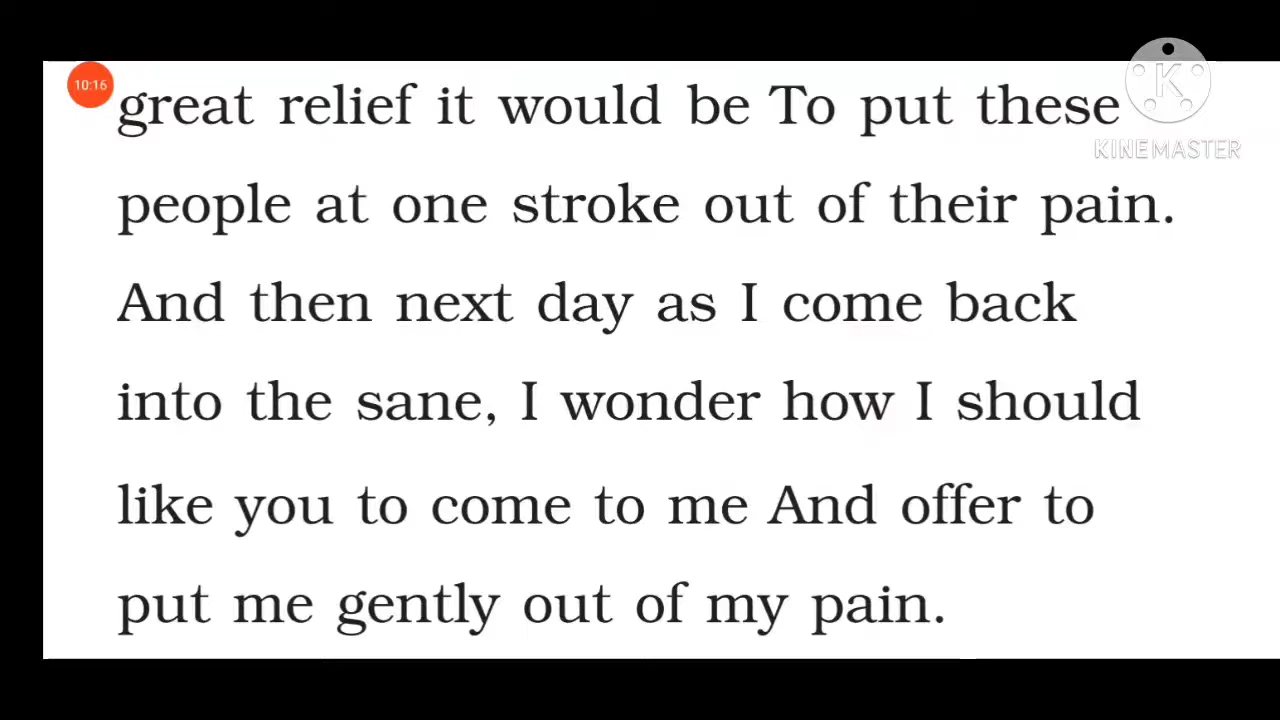 10:16
great relief it would be To put these
KINEMASTER
people at one stroke out of their pain.
And then next day as I come back
into the sane, I wonder how I should
like you to come to me And offer to
put me gently out of my pain.